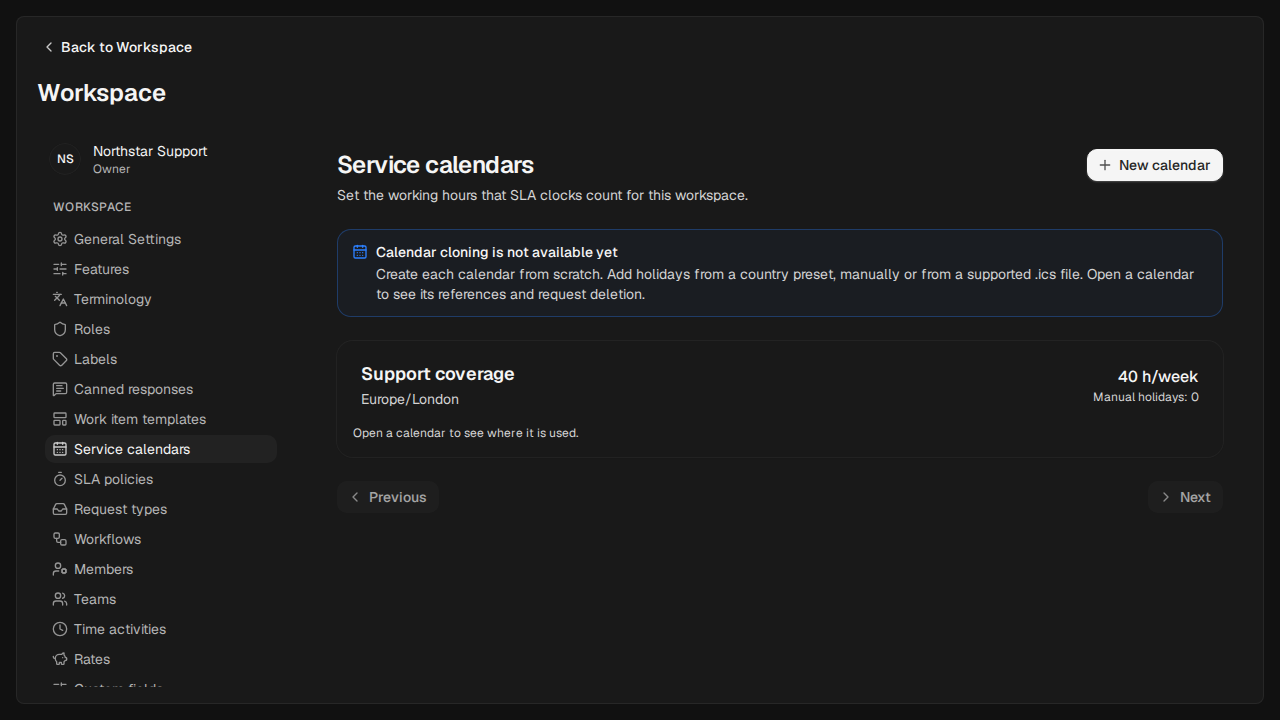 Back to Workspace
Workspace
NS
Northstar Support
Owner
WORKSPACE
General Settings
Features
Terminology
Roles
Labels
Canned responses
Work item templates
Service calendars
SLA policies
Request types
Workflows
Members
Teams
Time activities
Rates
Service calendars
Set the working hours that SLA clocks count for this workspace.
New calendar
Calendar cloning is not available yet
Create each calendar from scratch. Add holidays from a country preset, manually or from a supported .ics file. Open a calendar
to see its references and request deletion.
Support coverage
Europe/London
40 h/week
Manual holidays: 0
Open a calendar to see where it is used.
Previous
Next